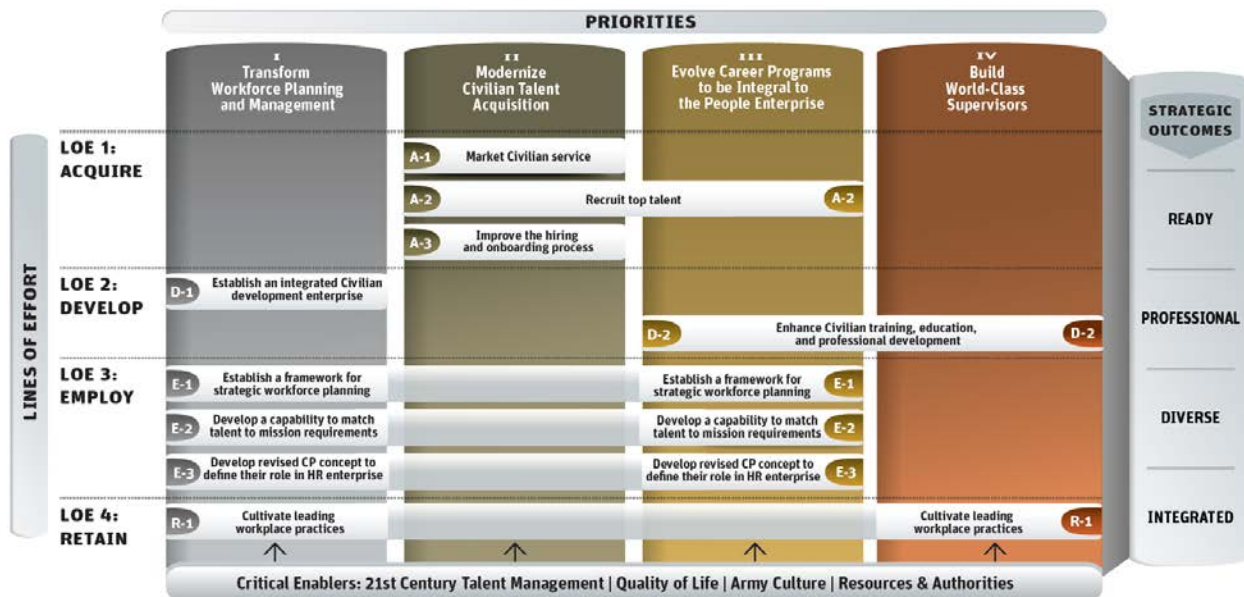 PRIORITIES
I
Transform
Workforce Planning
and Management
II
Modernize
Civilian Talent
Acquisition
III
Evolve Career Programs
to be Integral to
the People Enterprise
IV
Build
World-Class
Supervisors
STRATEGIC
OUTCOMES
READY
PROFESSIONAL
DIVERSE
INTEGRATED
LINES OF EFFORT
LOE 1:
ACQUIRE
A-1
Market Civilian service
A-2
Recruit top talent
A-2
A-3
Improve the hiring
and onboarding process
LOE 2:
DEVELOP
D-1
Establish an integrated Civilian
development enterprise
D-2
Enhance Civilian training, education,
and professional development
D-2
LOE 3:
EMPLOY
E-1
Establish a framework for
strategic workforce planning
Establish a framework for
strategic workforce planning
E-1
E-2
Develop a capability to match
talent to mission requirements
Develop a capability to match
talent to mission requirements
E-2
E-3
Develop revised CP concept to
define their role in HR enterprise
Develop revised CP concept to
define their role in HR enterprise
E-3
LOE 4:
RETAIN
R-1
Cultivate leading
workplace practices
Cultivate leading
workplace practices
R-1
Critical Enablers: 21st Century Talent Management | Quality of Life | Army Culture | Resources & Authorities